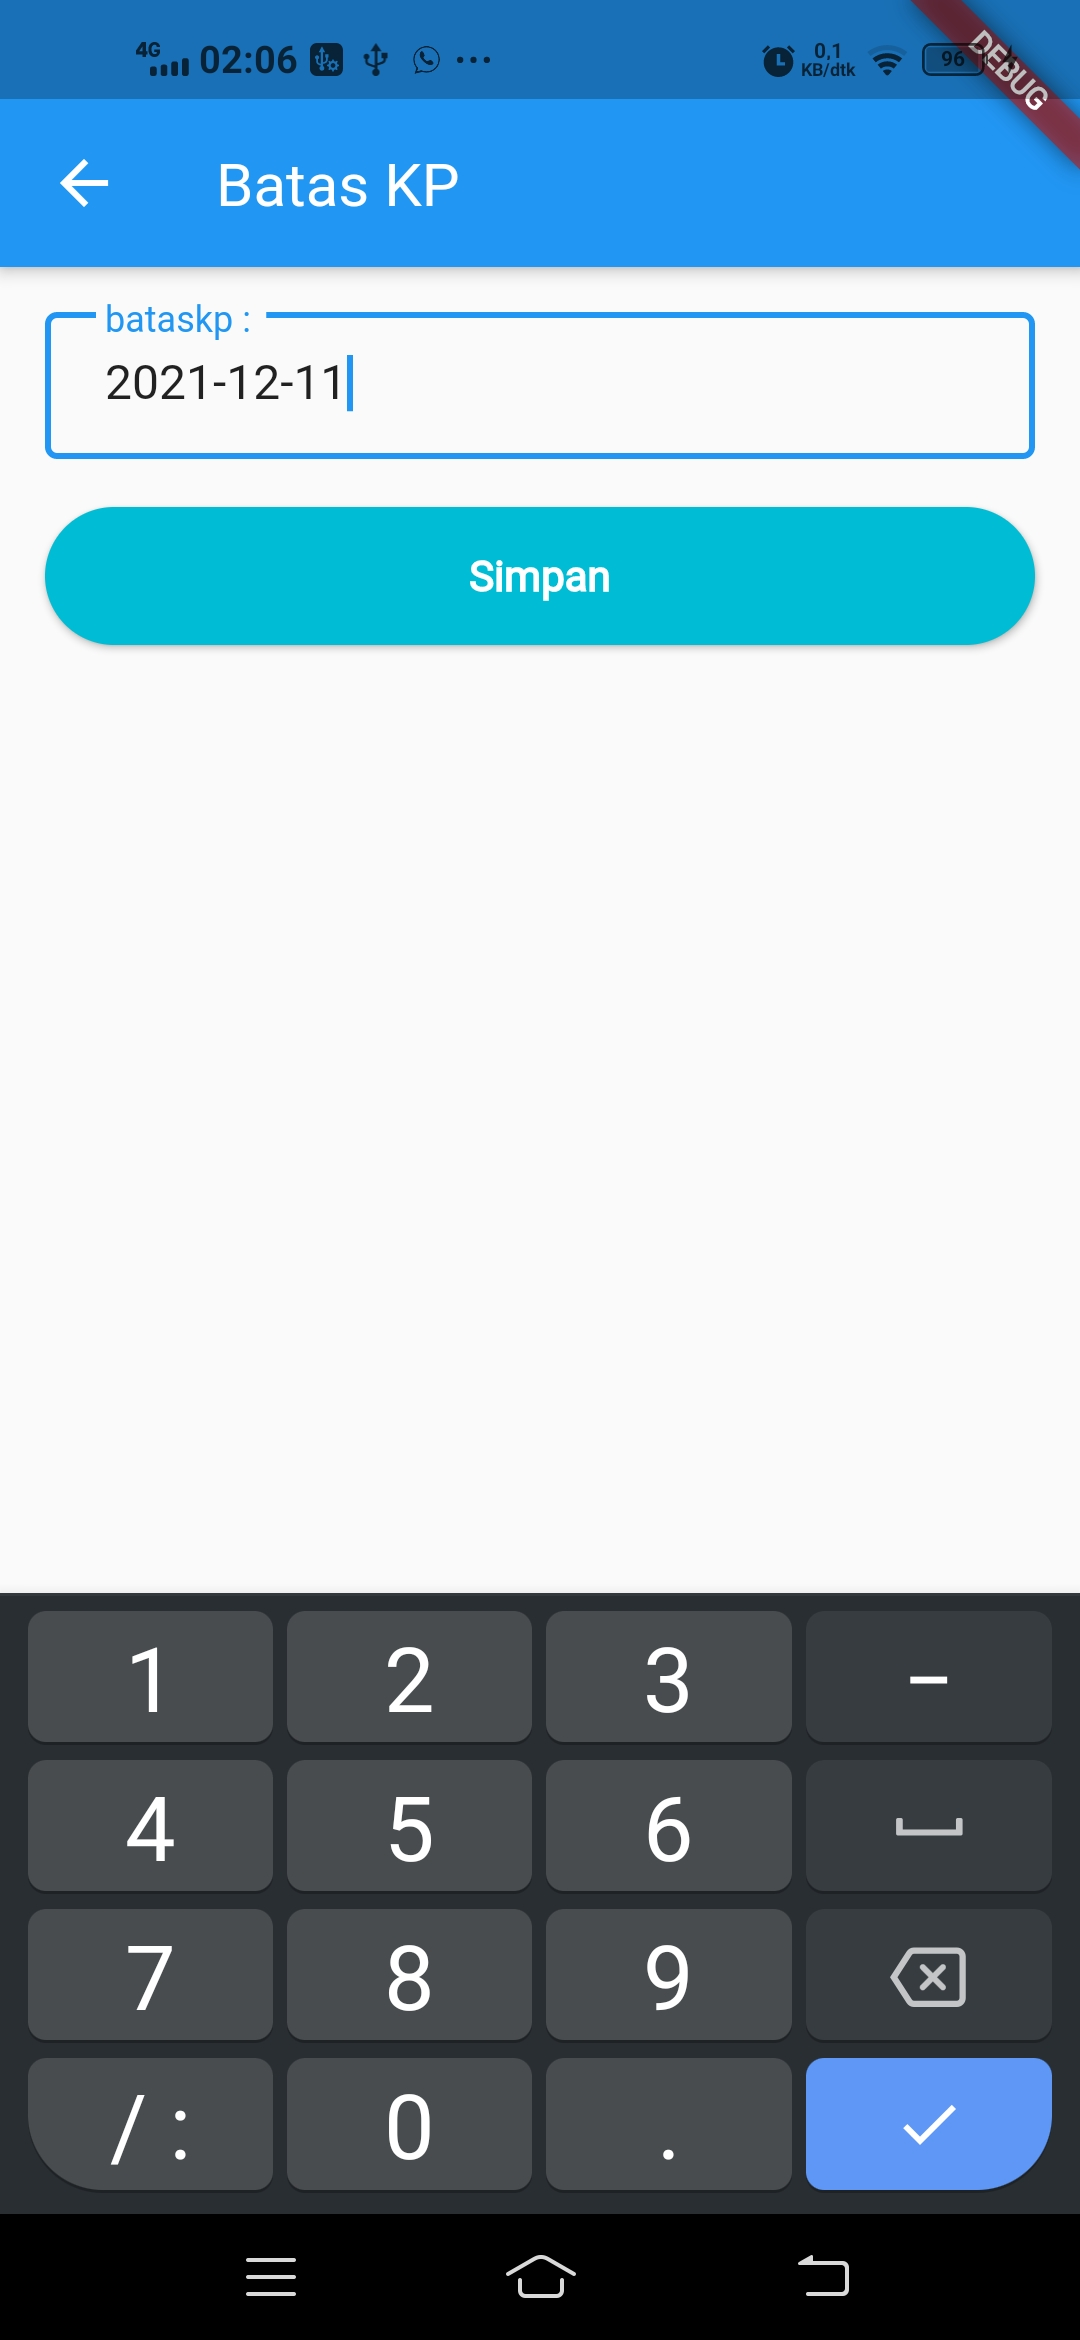 4G 02:06 0,1 KB/dtk 96
DEBUG
Batas KP
bataskp :
2021-12-11
Simpan
1 2 3 –
4 5 6
7 8 9
/ : 0 .